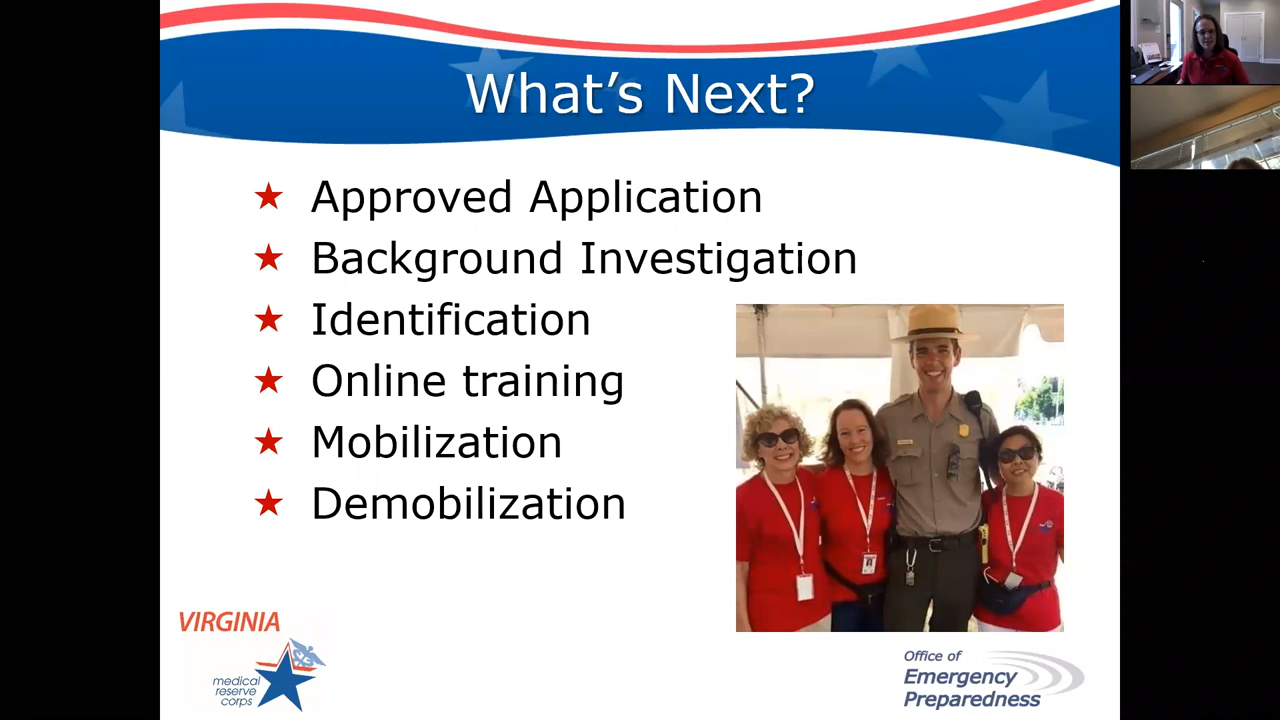 What's Next?
Approved Application
Background Investigation
Identification
Online training
Mobilization
Demobilization
VIRGINIA
medical
reserve
corps
Office of
Emergency
Preparedness